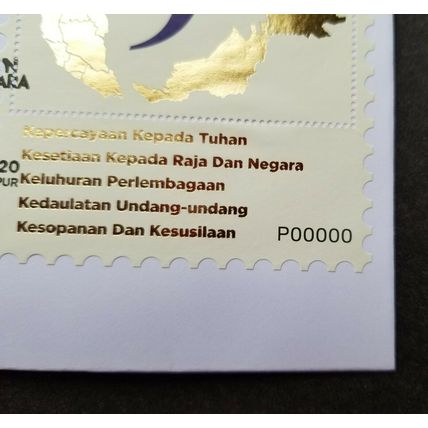 N
ARA
Kepercayaan Kepada Tuhan
Kesetiaan Kepada Raja Dan Negara
20
PUR
Keluhuran Perlembagaan
Kedaulatan Undang-undang
Kesopanan Dan Kesusilaan
P00000